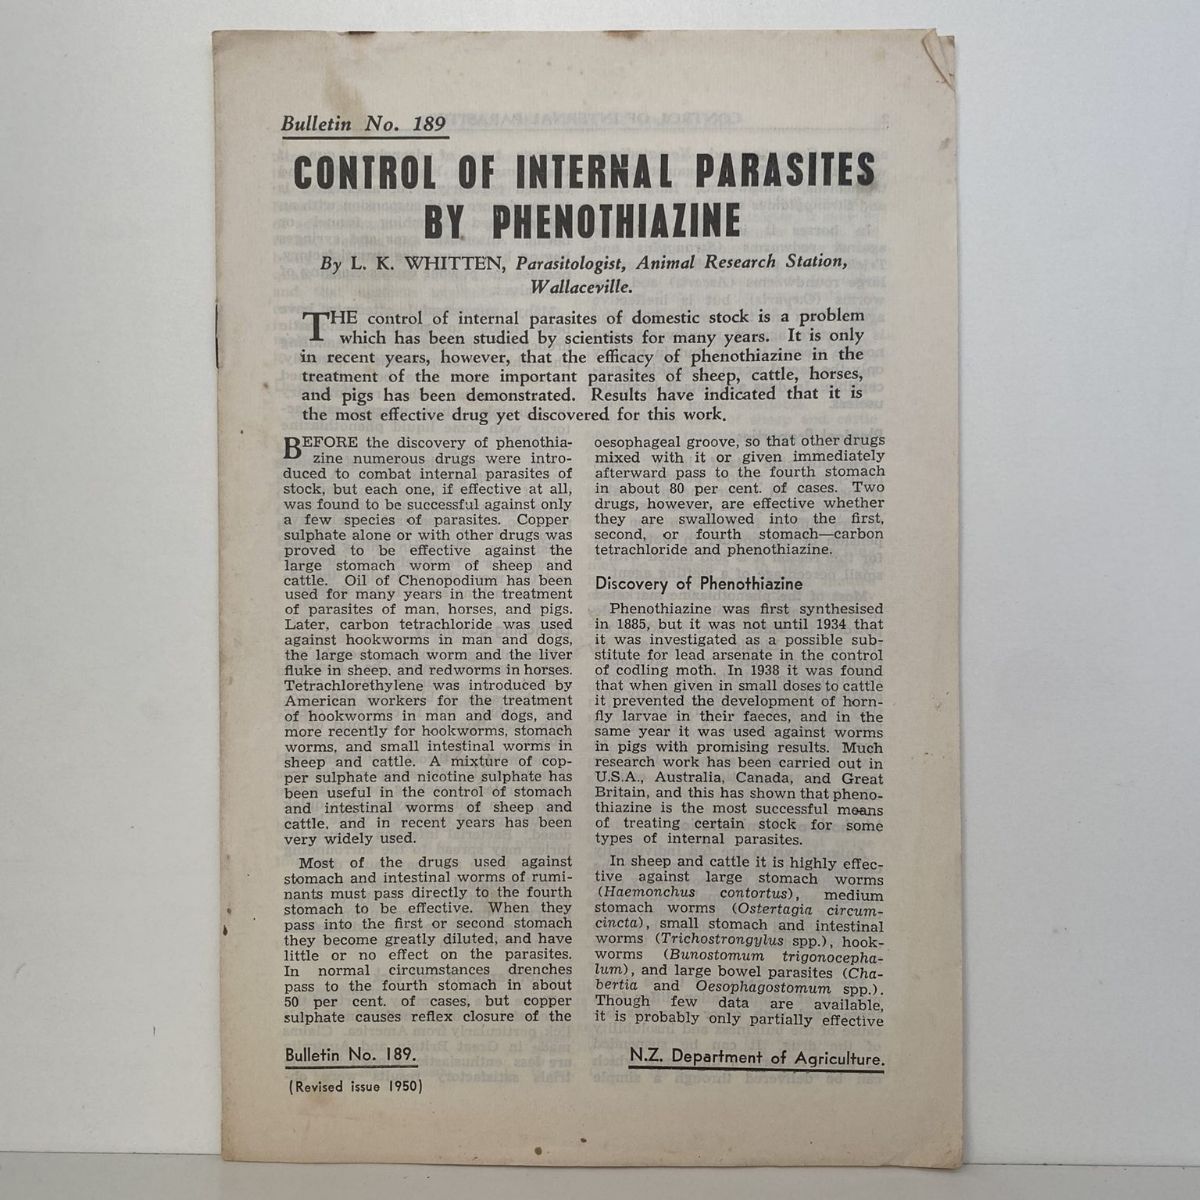 Bulletin No. 189
CONTROL OF INTERNAL PARASITES
BY PHENOTHIAZINE
By L. K. WHITTEN, Parasitologist, Animal Research Station,
Wallaceville.
THE control of internal parasites of domestic stock is a problem
which has been studied by scientists for many years. It is only
in recent years, however, that the efficacy of phenothiazine in the
treatment of the more important parasites of sheep, cattle, horses,
and pigs has been demonstrated. Results have indicated that it is
the most effective drug yet discovered for this work.
BEFORE the discovery of phenothia-
zine numerous drugs were intro-
duced to combat internal parasites of
stock, but each one, if effective at all,
was found to be successful against only
a few species of parasites. Copper
sulphate alone or with other drugs was
proved to be effective against the
large stomach worm of sheep and
cattle. Oil of Chenopodium has been
used for many years in the treatment
of parasites of man, horses, and pigs.
Later, carbon tetrachloride was used
against hookworms in man and dogs,
the large stomach worm and the liver
fluke in sheep, and redworms in horses.
Tetrachlorethylene was introduced by
American workers for the treatment
of hookworms in man and dogs, and
more recently for hookworms, stomach
worms, and small intestinal worms in
sheep and cattle. A mixture of cop-
per sulphate and nicotine sulphate has
been useful in the control of stomach
and intestinal worms of sheep and
cattle, and in recent years has been
very widely used.
Most of the drugs used against
stomach and intestinal worms of rumi-
nants must pass directly to the fourth
stomach to be effective. When they
pass into the first or second stomach
they become greatly diluted, and have
little or no effect on the parasites.
In normal circumstances drenches
pass to the fourth stomach in about
50 per cent. of cases, but copper
sulphate causes reflex closure of the
oesophageal groove, so that other drugs
mixed with it or given immediately
afterward pass to the fourth stomach
in about 80 per cent. of cases. Two
drugs, however, are effective whether
they are swallowed into the first,
second, or fourth stomach—carbon
tetrachloride and phenothiazine.
Discovery of Phenothiazine
Phenothiazine was first synthesised
in 1885, but it was not until 1934 that
it was investigated as a possible sub-
stitute for lead arsenate in the control
of codling moth. In 1938 it was found
that when given in small doses to cattle
it prevented the development of horn-
fly larvae in their faeces, and in the
same year it was used against worms
in pigs with promising results. Much
research work has been carried out in
U.S.A., Australia, Canada, and Great
Britain, and this has shown that pheno-
thiazine is the most successful means
of treating certain stock for some
types of internal parasites.
In sheep and cattle it is highly effec-
tive against large stomach worms
(Haemonchus contortus), medium
stomach worms (Ostertagia circum-
cincta), small stomach and intestinal
worms (Trichostrongylus spp.), hook-
worms (Bunostomum trigonocepha-
lum), and large bowel parasites (Cha-
bertia and Oesophagostomum spp.).
Though few data are available,
it is probably only partially effective
Bulletin No. 189.
N.Z. Department of Agriculture.
(Revised issue 1950)